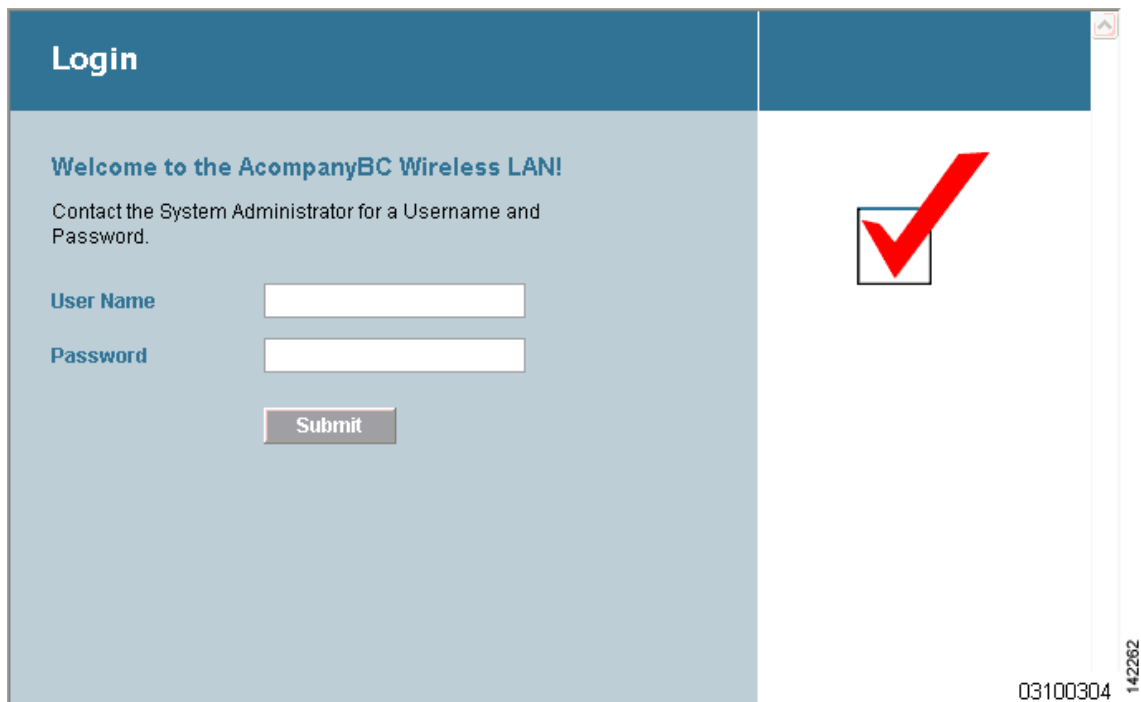 Login
Welcome to the AcompanyBC Wireless LAN!
Contact the System Administrator for a Username and
Password.
User Name
Password
Submit
03100304
142262